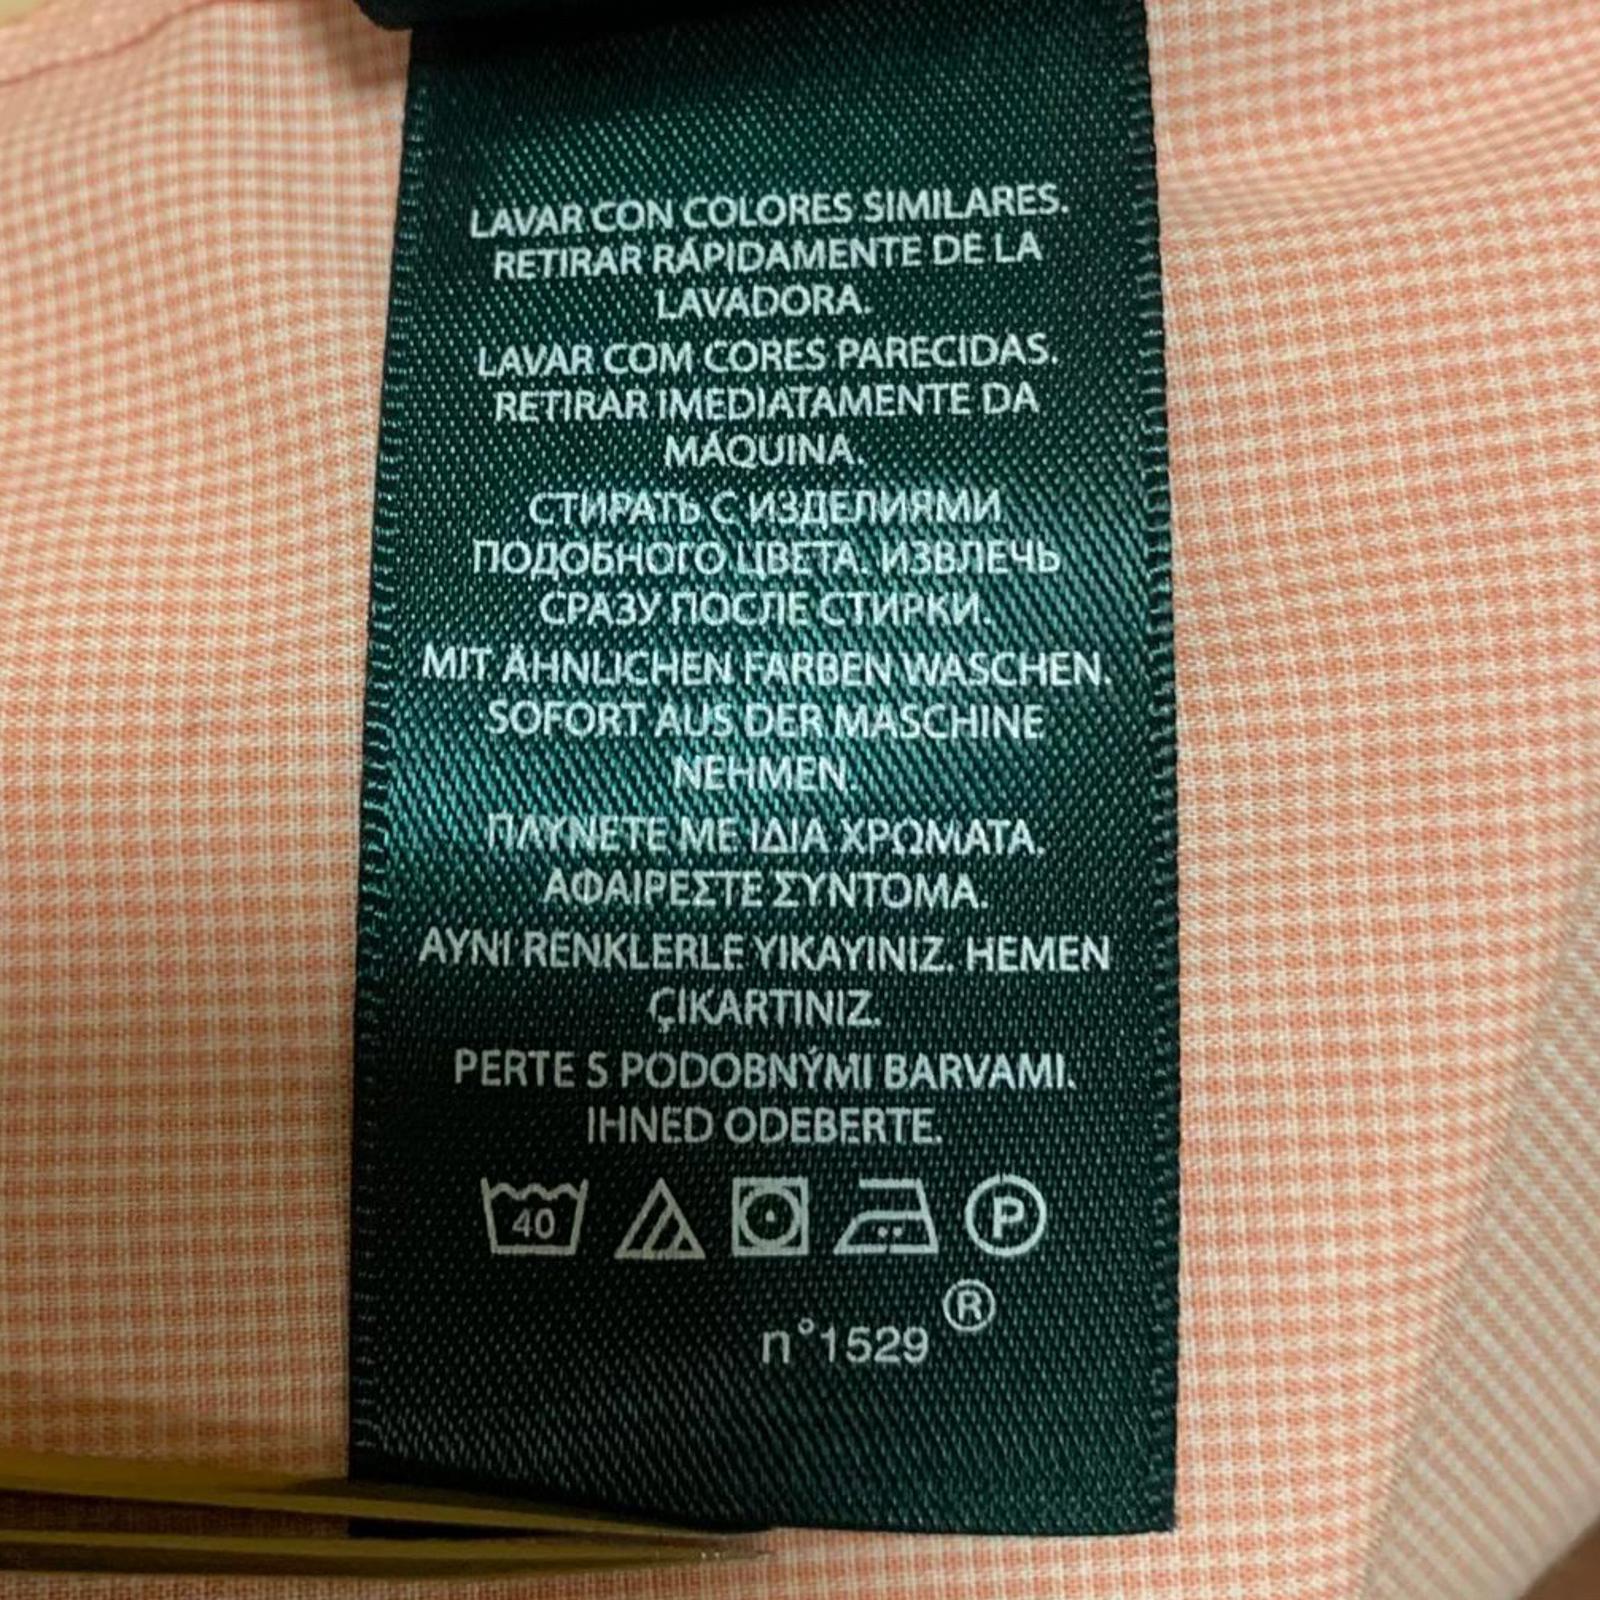 LAVAR CON COLORES SIMILARES.
RETIRAR RÁPIDAMENTE DE LA
LAVADORA.
LAVAR COM CORES PARECIDAS.
RETIRAR IMEDIATAMENTE DA
MÁQUINA.
СТИРАТЬ С ИЗДЕЛИЯМИ
ПОДОБНОГО ЦВЕТА. ИЗВЛЕЧЬ
СРАЗУ ПОСЛЕ СТИРКИ.
MIT ÄHNLICHEN FARBEN WASCHEN.
SOFORT AUS DER MASCHINE
NEHMEN.
ΠΛΥΝΕΤΕ ΜΕ ΙΔΙΑ ΧΡΩΜΑΤΑ.
ΑΦΑΙΡΕΣΤΕ ΣΥΝΤΟΜΑ.
AYNI RENKLERLE YIKAYINIZ. HEMEN
ÇIKARTINIZ.
PERTE S PODOBNÝMI BARVAMI.
IHNED ODEBERTE.
40 P
n°1529 ®